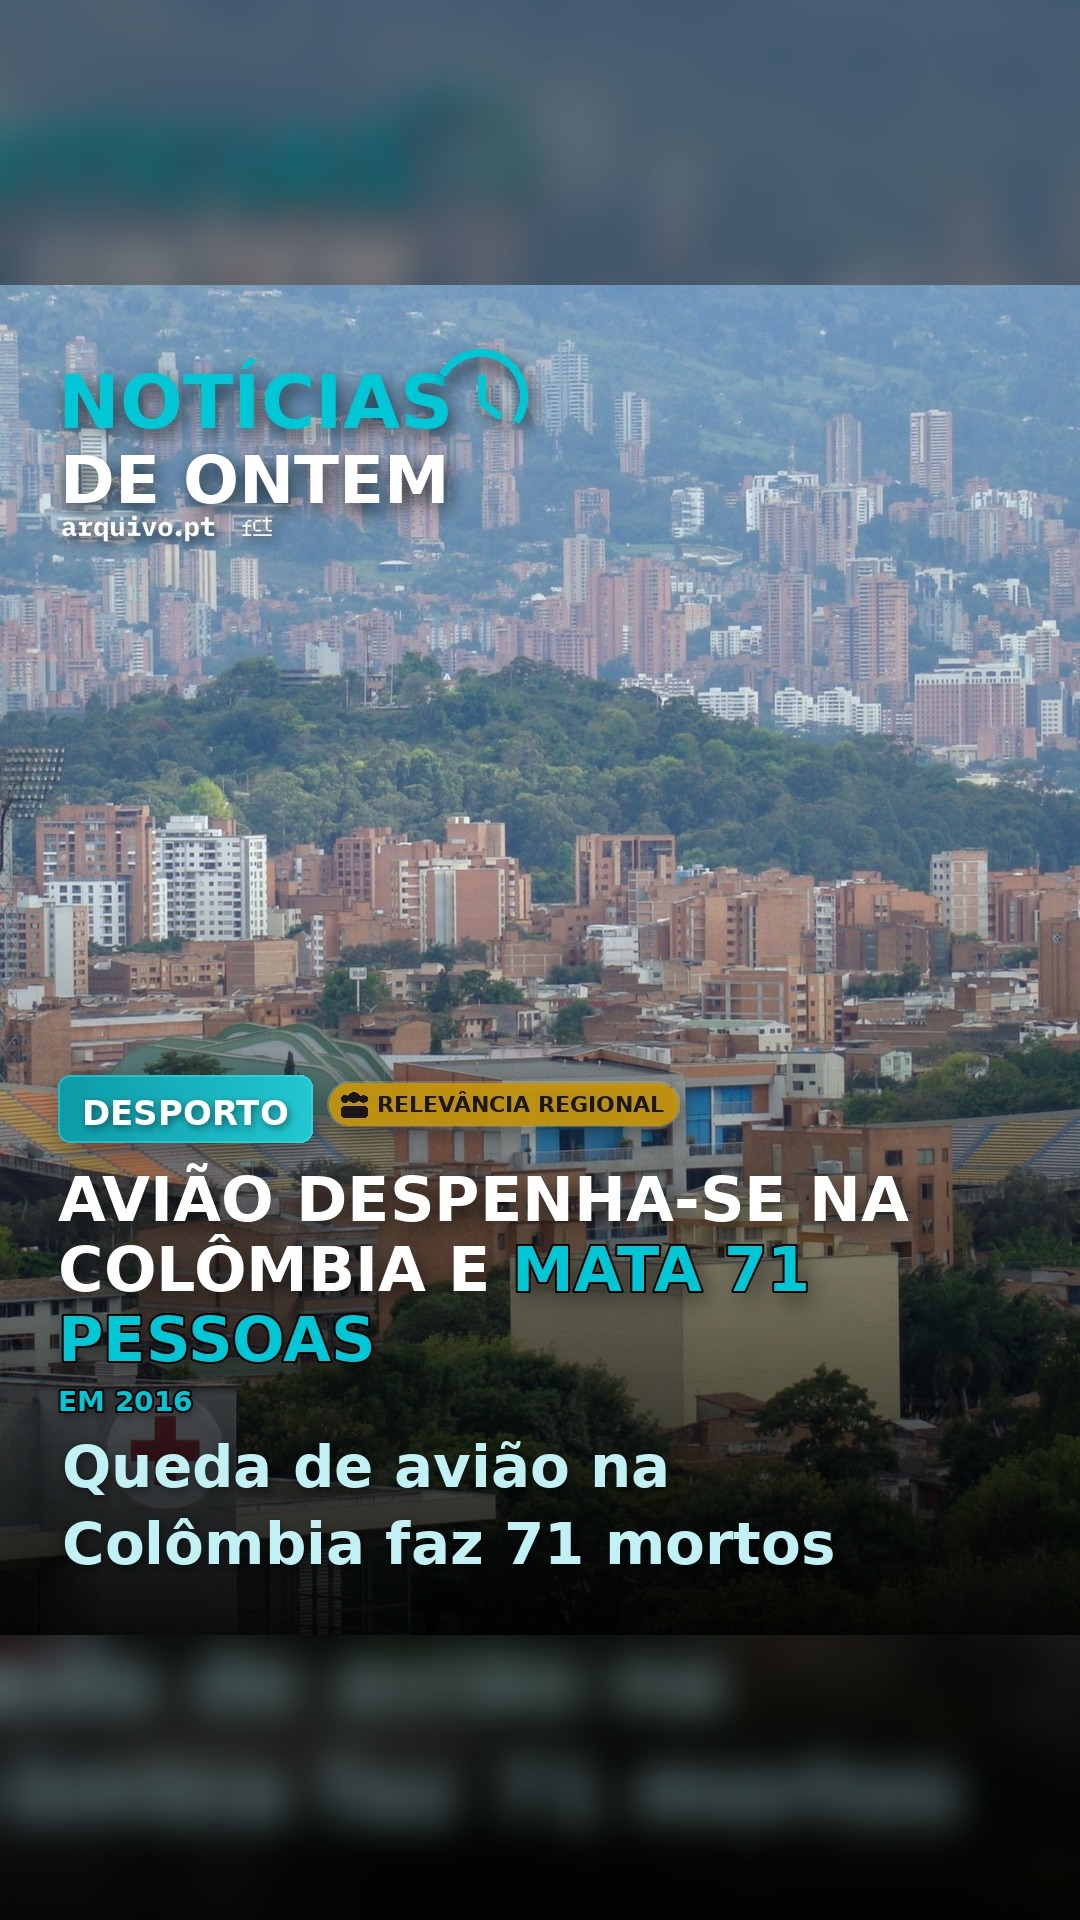 NOTÍCIAS
DE ONTEM
arquivo.pt | fct
DESPORTO
RELEVÂNCIA REGIONAL
AVIÃO DESPENHA-SE NA
COLÔMBIA E MATA 71
PESSOAS
EM 2016
Queda de avião na
Colômbia faz 71 mortos